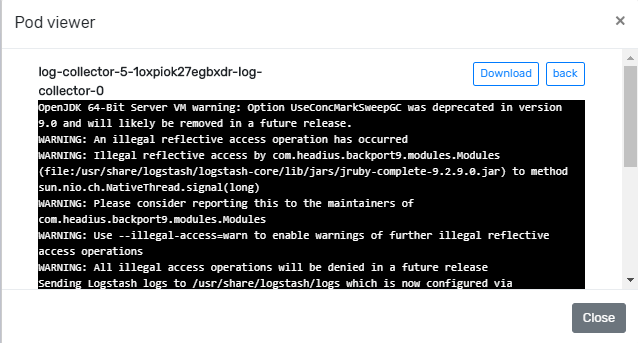 Pod viewer
×
log-collector-5-1oxpiok27egbxdr-log-
collector-0
Download
back
OpenJDK 64-Bit Server VM warning: Option UseConcMarkSweepGC was deprecated in version
9.0 and will likely be removed in a future release.
WARNING: An illegal reflective access operation has occurred
WARNING: Illegal reflective access by com.headius.backport9.modules.Modules
(file:/usr/share/logstash/logstash-core/lib/jars/jruby-complete-9.2.9.0.jar) to method
sun.nio.ch.NativeThread.signal(long)
WARNING: Please consider reporting this to the maintainers of
com.headius.backport9.modules.Modules
WARNING: Use --illegal-access=warn to enable warnings of further illegal reflective
access operations
WARNING: All illegal access operations will be denied in a future release
Sending Logstash logs to /usr/share/logstash/logs which is now configured via
Close